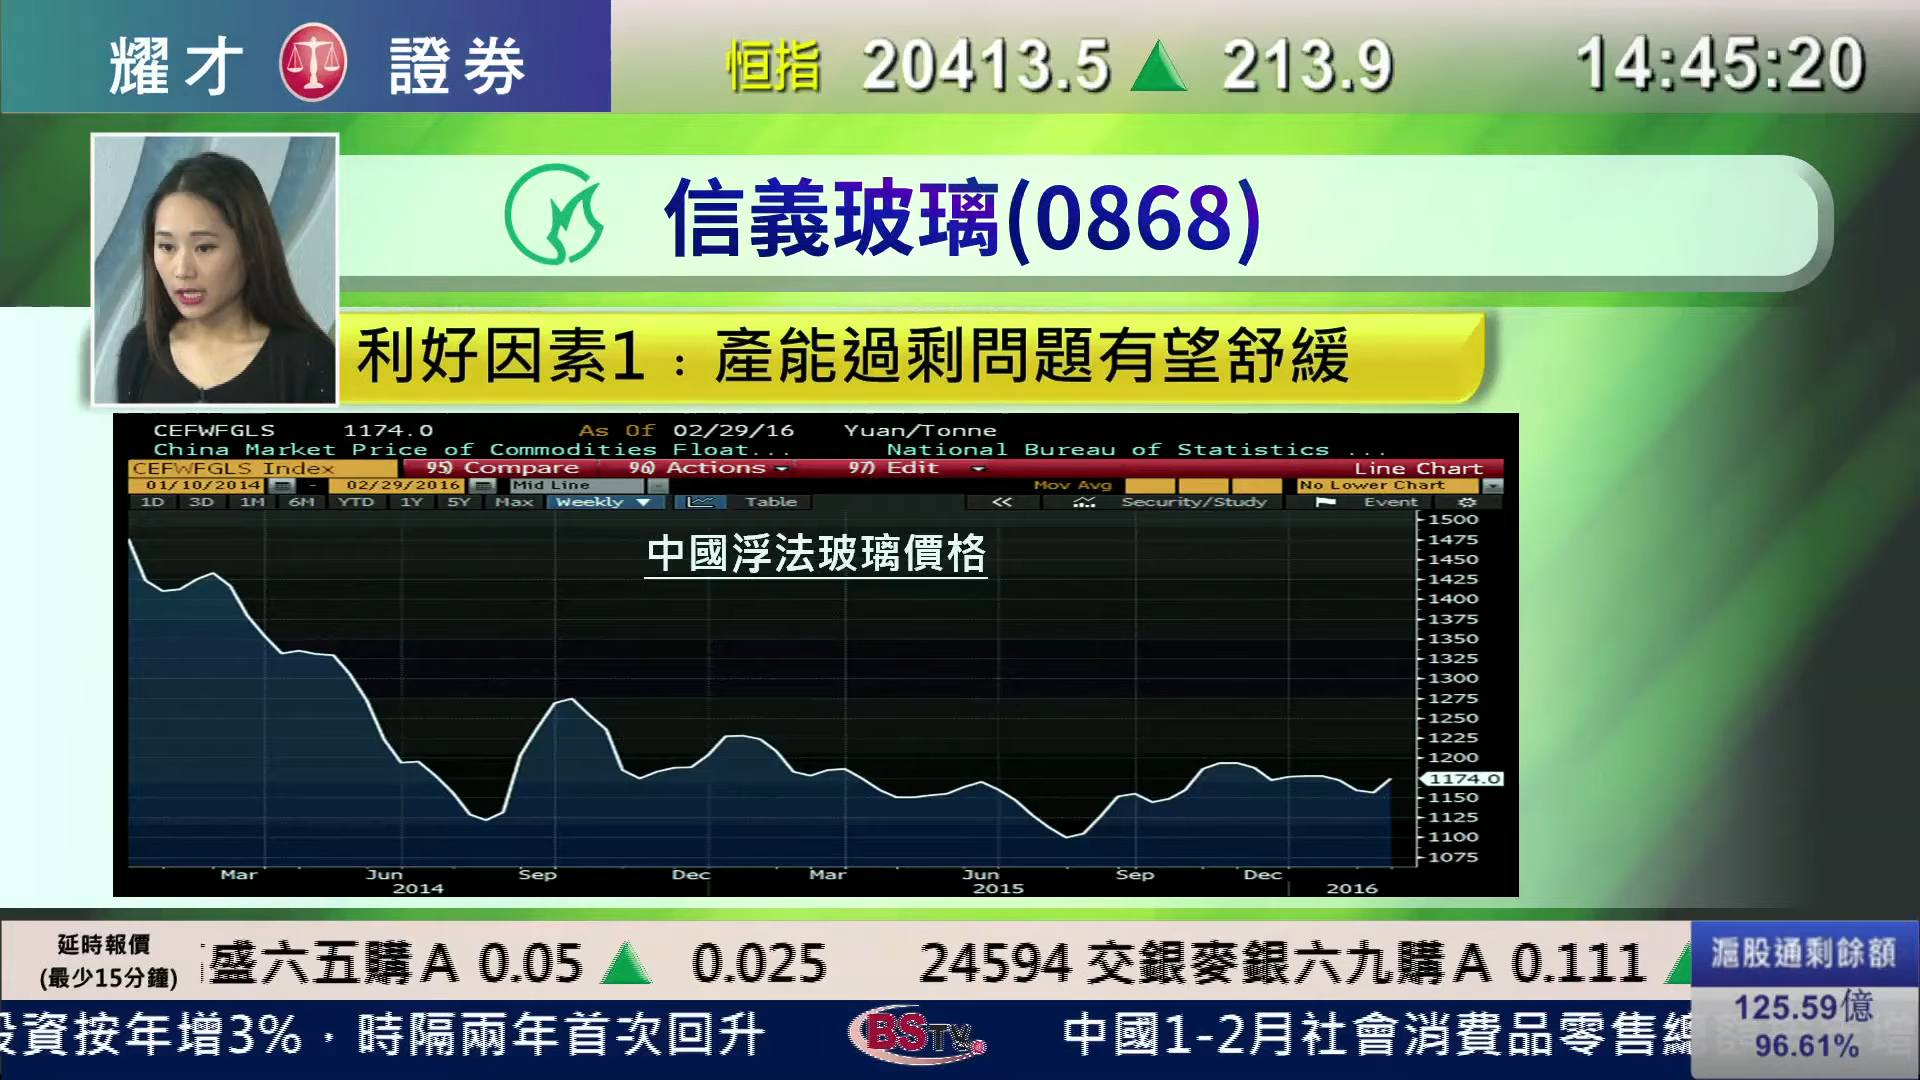 耀才 證券
恒指 20413.5 213.9 14:45:20
信義玻璃(0868)
利好因素1：產能過剩問題有望舒緩
CEFWFGLS 1174.0 As Of 02/29/16 Yuan/Tonne
China Market Price of Commodities Float... National Bureau of Statistics ...
CEFWFGLS Index 95) Compare 96) Actions 97) Edit Line Chart
01/10/2014 - 02/29/2016 Mid Line Mov Avg No Lower Chart
1D 3D 1M 6M YTD 1Y 5Y Max Weekly Table « Security/Study Event
中國浮法玻璃價格
1500
1475
1450
1425
1400
1375
1350
1325
1300
1275
1250
1225
1200
1174.0
1150
1125
1100
1075
Mar Jun Sep Dec Mar Jun Sep Dec
2014 2015 2016
延時報價
(最少15分鐘)
盛六五購A 0.05 0.025 24594 交銀麥銀六九購A 0.111
資按年增3%，時隔兩年首次回升 BSTV 中國1-2月社會消費品零售
滬股通剩餘額
125.59億
96.61%